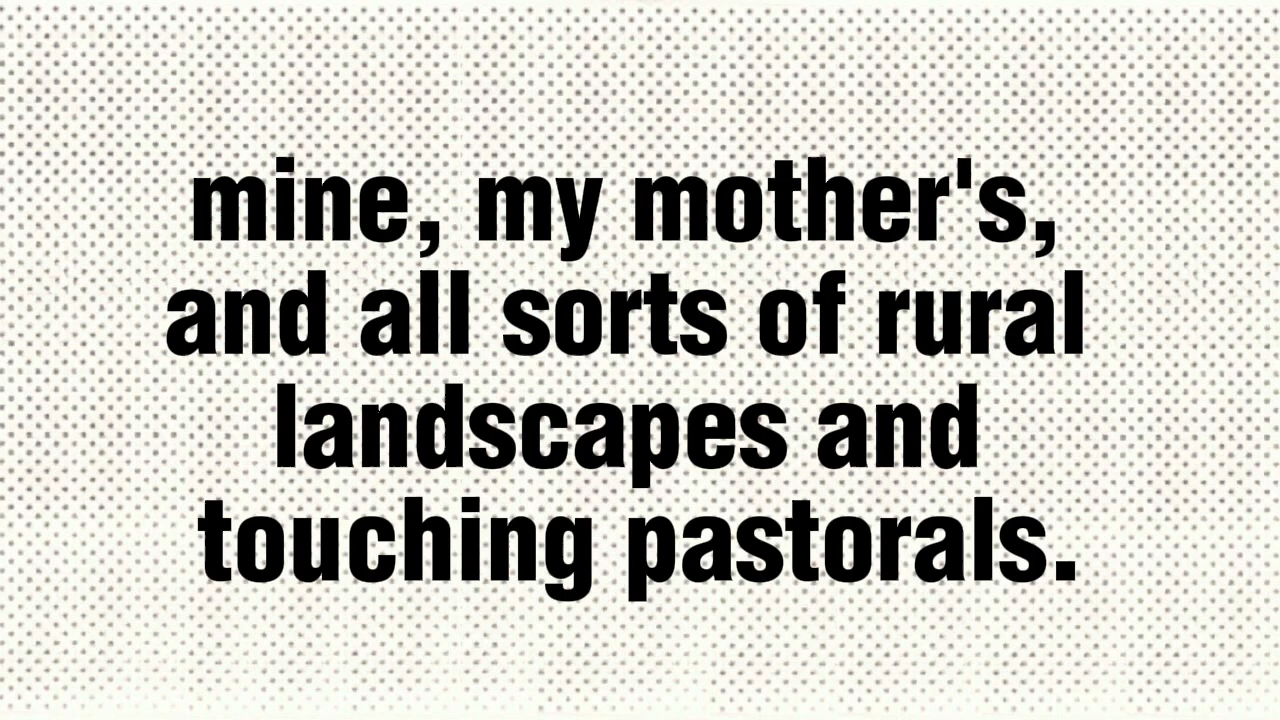 mine, my mother's,
and all sorts of rural
landscapes and
touching pastorals.